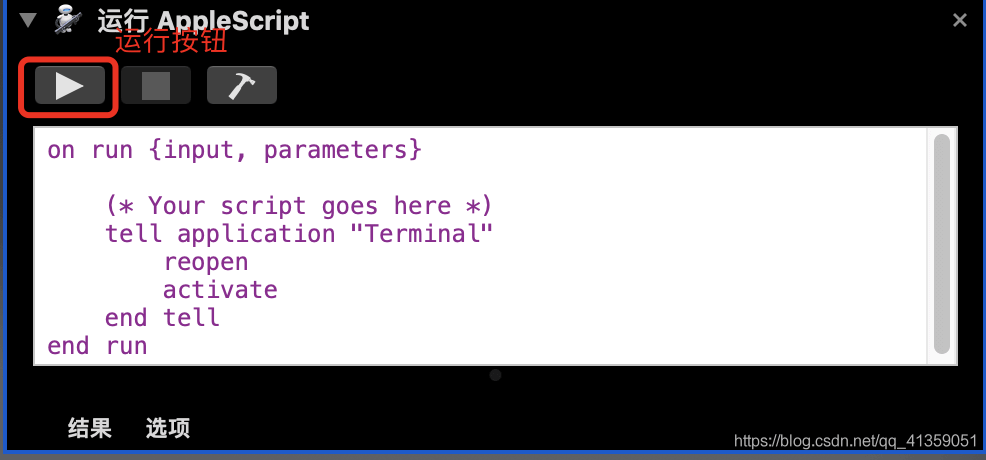 运行 AppleScript
运行按钮
on run {input, parameters}
(* Your script goes here *)
tell application "Terminal"
reopen
activate
end tell
end run
结果 选项
https://blog.csdn.net/qq_41359051